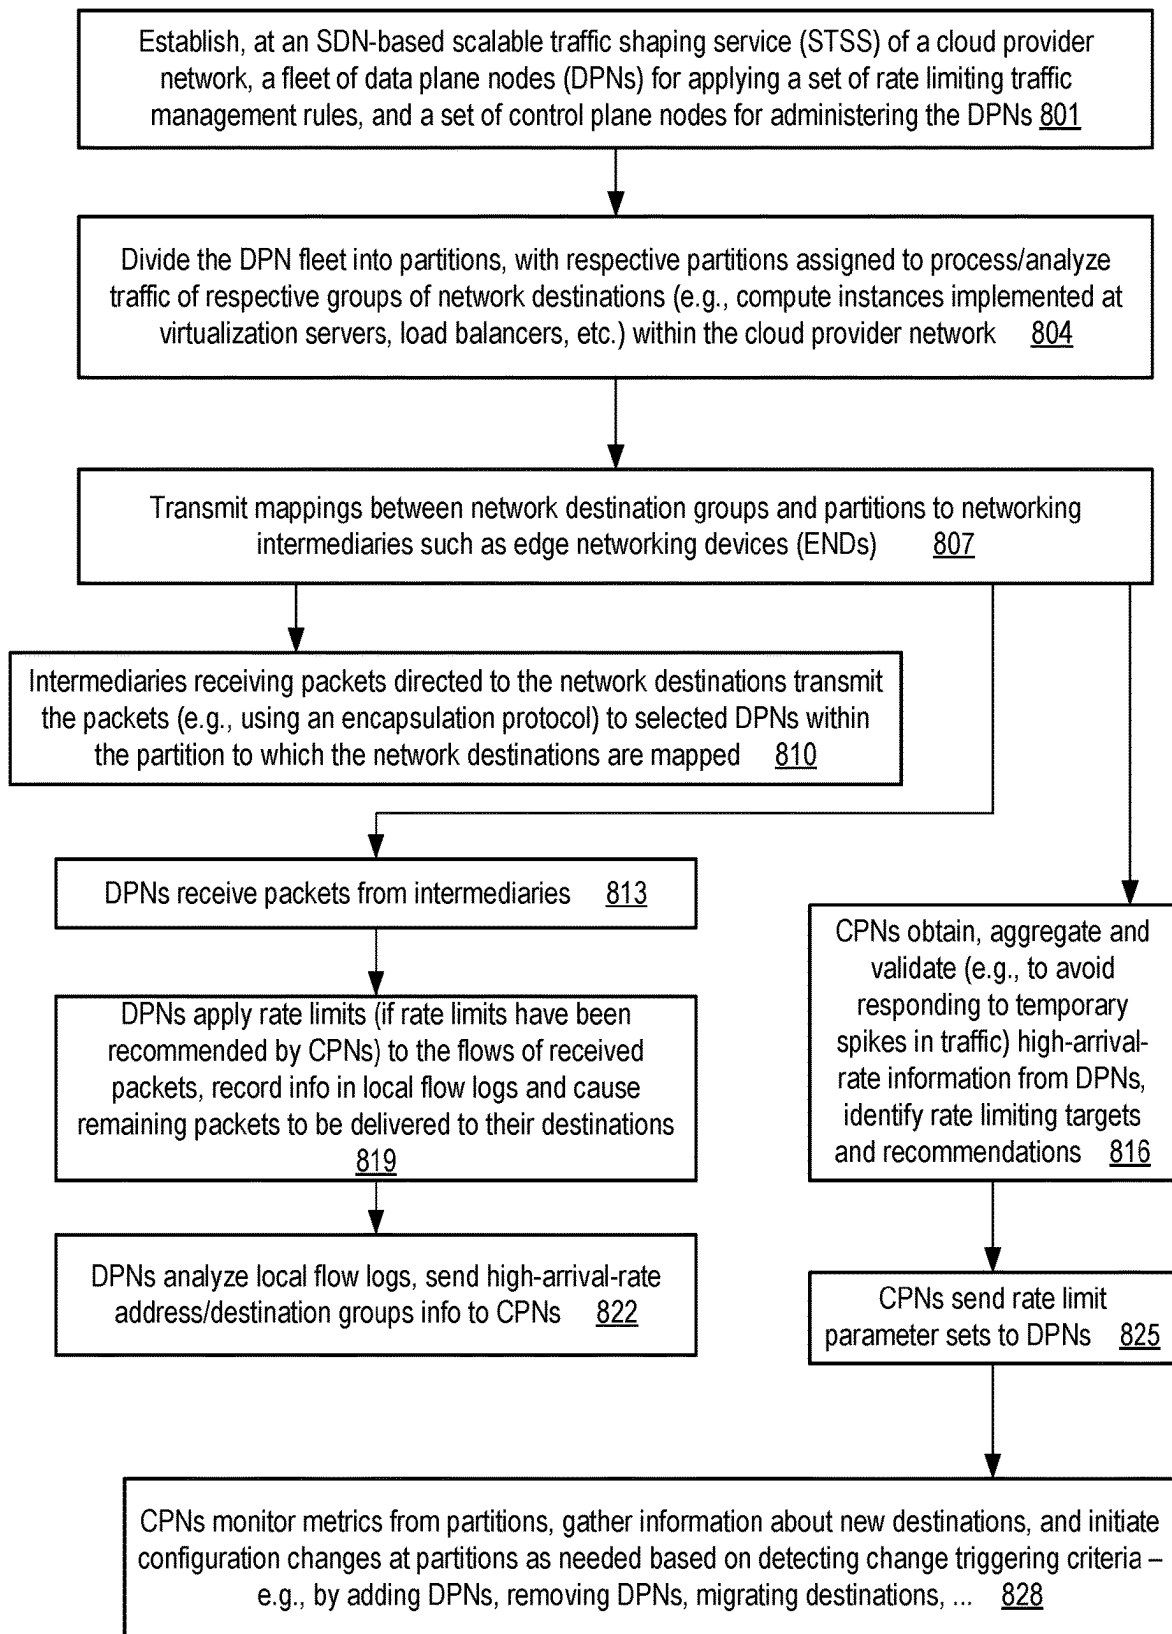 Establish, at an SDN-based scalable traffic shaping service (STSS) of a cloud provider
network, a fleet of data plane nodes (DPNs) for applying a set of rate limiting traffic
management rules, and a set of control plane nodes for administering the DPNs 801
Divide the DPN fleet into partitions, with respective partitions assigned to process/analyze
traffic of respective groups of network destinations (e.g., compute instances implemented at
virtualization servers, load balancers, etc.) within the cloud provider network 804
Transmit mappings between network destination groups and partitions to networking
intermediaries such as edge networking devices (ENDs) 807
Intermediaries receiving packets directed to the network destinations transmit
the packets (e.g., using an encapsulation protocol) to selected DPNs within
the partition to which the network destinations are mapped 810
DPNs receive packets from intermediaries 813
DPNs apply rate limits (if rate limits have been
recommended by CPNs) to the flows of received
packets, record info in local flow logs and cause
remaining packets to be delivered to their destinations
819
DPNs analyze local flow logs, send high-arrival-rate
address/destination groups info to CPNs 822
CPNs obtain, aggregate and
validate (e.g., to avoid
responding to temporary
spikes in traffic) high-arrival-
rate information from DPNs,
identify rate limiting targets
and recommendations 816
CPNs send rate limit
parameter sets to DPNs 825
CPNs monitor metrics from partitions, gather information about new destinations, and initiate
configuration changes at partitions as needed based on detecting change triggering criteria –
e.g., by adding DPNs, removing DPNs, migrating destinations, ... 828